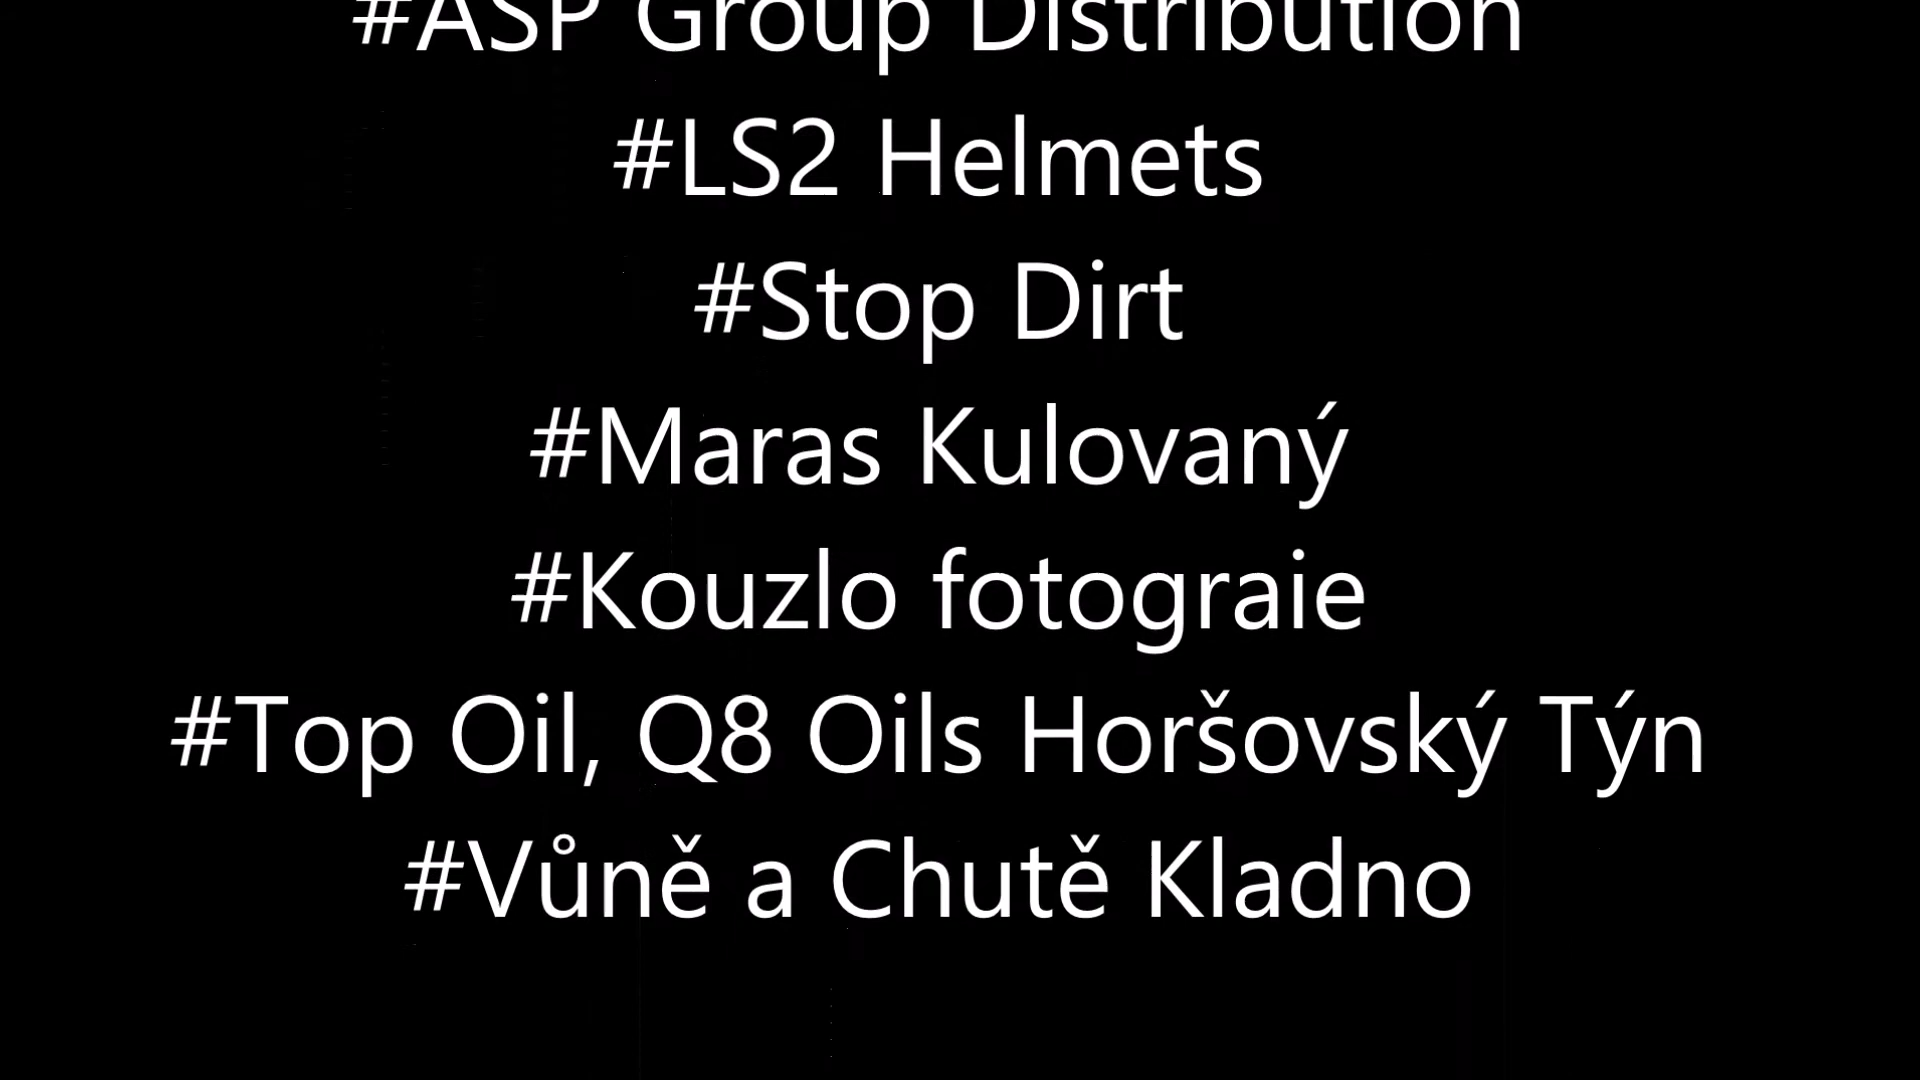 #ASP Group Distribution
#LS2 Helmets
#Stop Dirt
#Maras Kulovaný
#Kouzlo fotograie
#Top Oil, Q8 Oils Horšovský Týn
#Vůně a Chutě Kladno